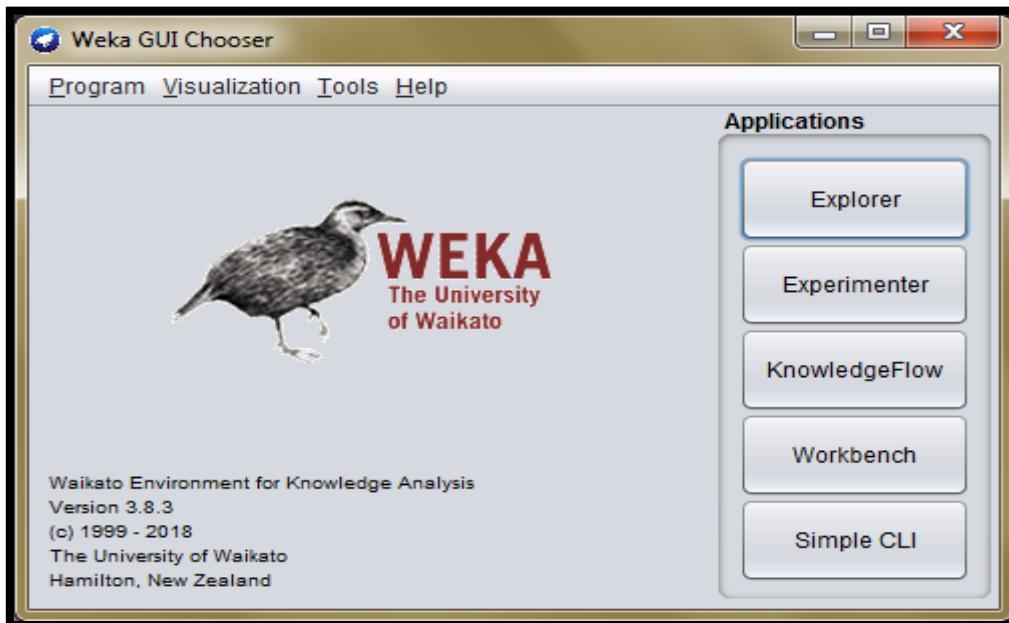 Weka GUI Chooser
Program Visualization Tools Help
Applications
Explorer
Experimenter
KnowledgeFlow
Workbench
Simple CLI
WEKA
The University
of Waikato
Waikato Environment for Knowledge Analysis
Version 3.8.3
(c) 1999 - 2018
The University of Waikato
Hamilton, New Zealand